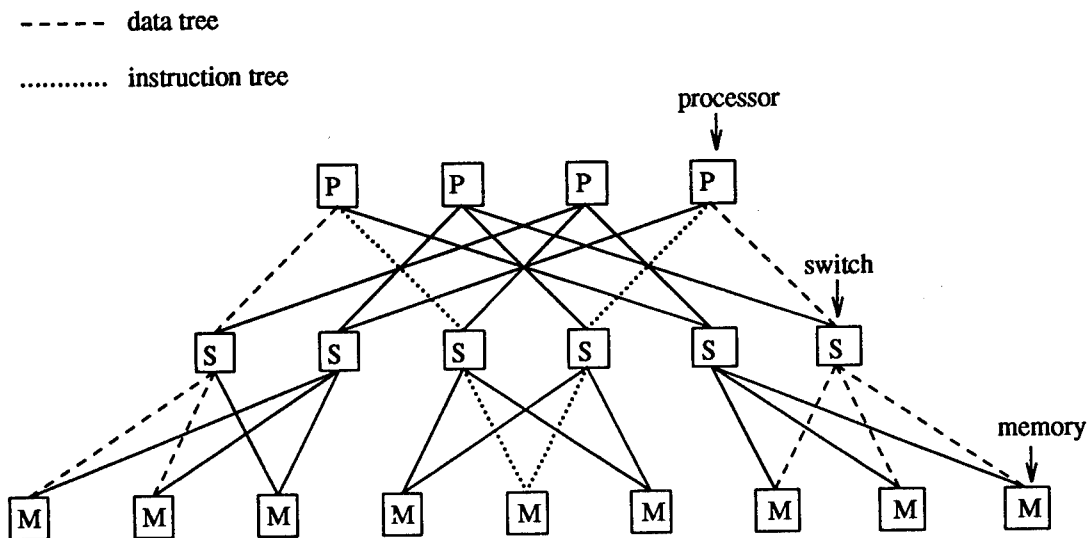 data tree
instruction tree
processor
P P P P
switch
S S S S S S
memory
M M M M M M M M M